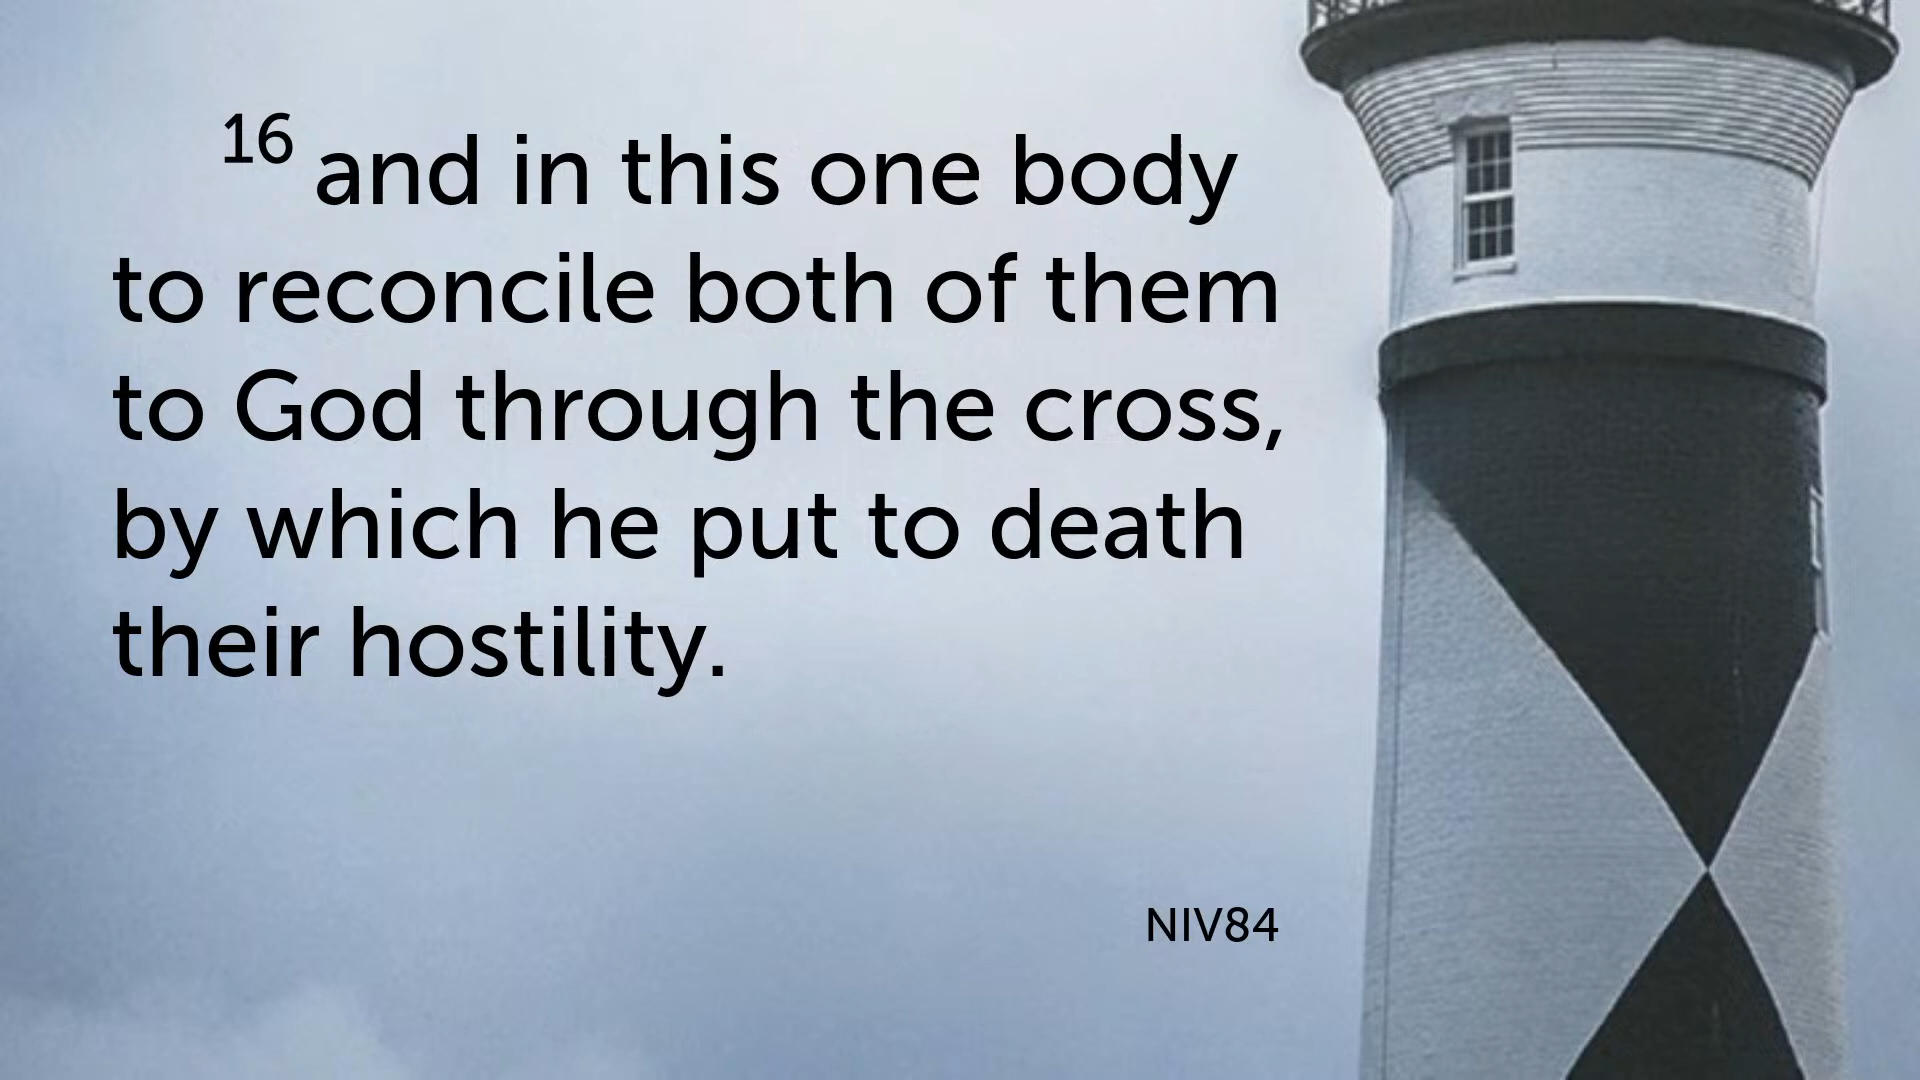 16 and in this one body
to reconcile both of them
to God through the cross,
by which he put to death
their hostility.
NIV84